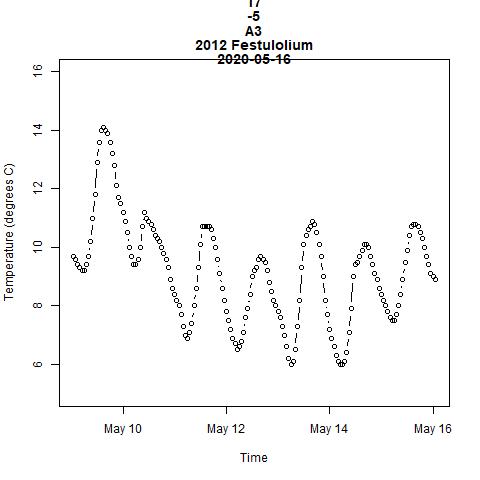 17
-5
A3
2012 Festulolium
2020-05-16
Temperature (degrees C)
16
14
12
10
8
6
May 10
May 12
May 14
May 16
Time